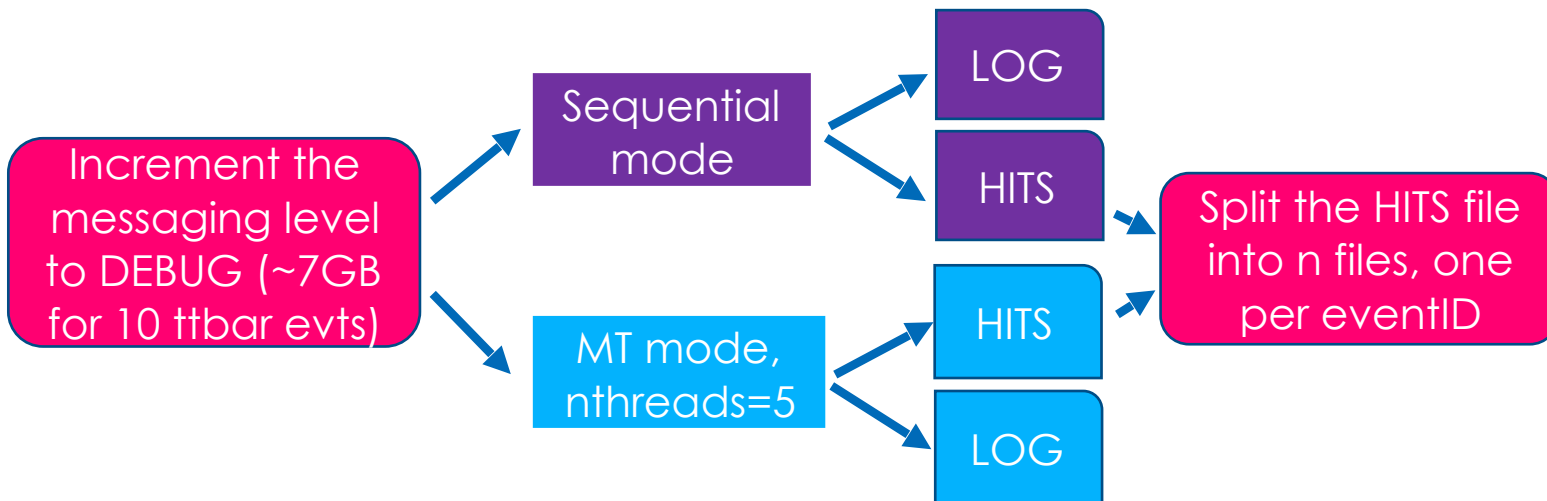 Increment the
messaging level
to DEBUG (~7GB
for 10 ttbar evts)
Sequential
mode
MT mode,
nthreads=5
LOG
HITS
HITS
LOG
Split the HITS file
into n files, one
per eventID